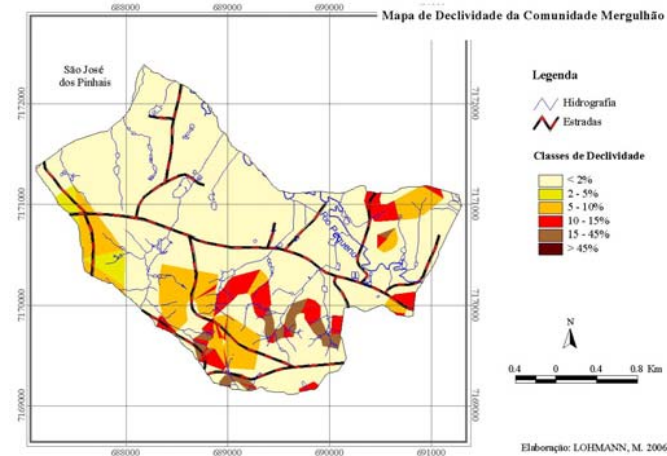 Mapa de Declividade da Comunidade Mergulhão
688000
689000
690000
São José
dos Pinhais
7172000
7172000
7171000
7171000
7170000
7170000
7169000
7169000
Rio Pequeno
688000
689000
690000
691000
Legenda
Hidrografia
Estradas
Classes de Declividade
< 2%
2 - 5%
5 - 10%
10 - 15%
15 - 45%
> 45%
N
0.4 0 0.4 0.8 Km
Elaboração: LOHMANN, M. 2006